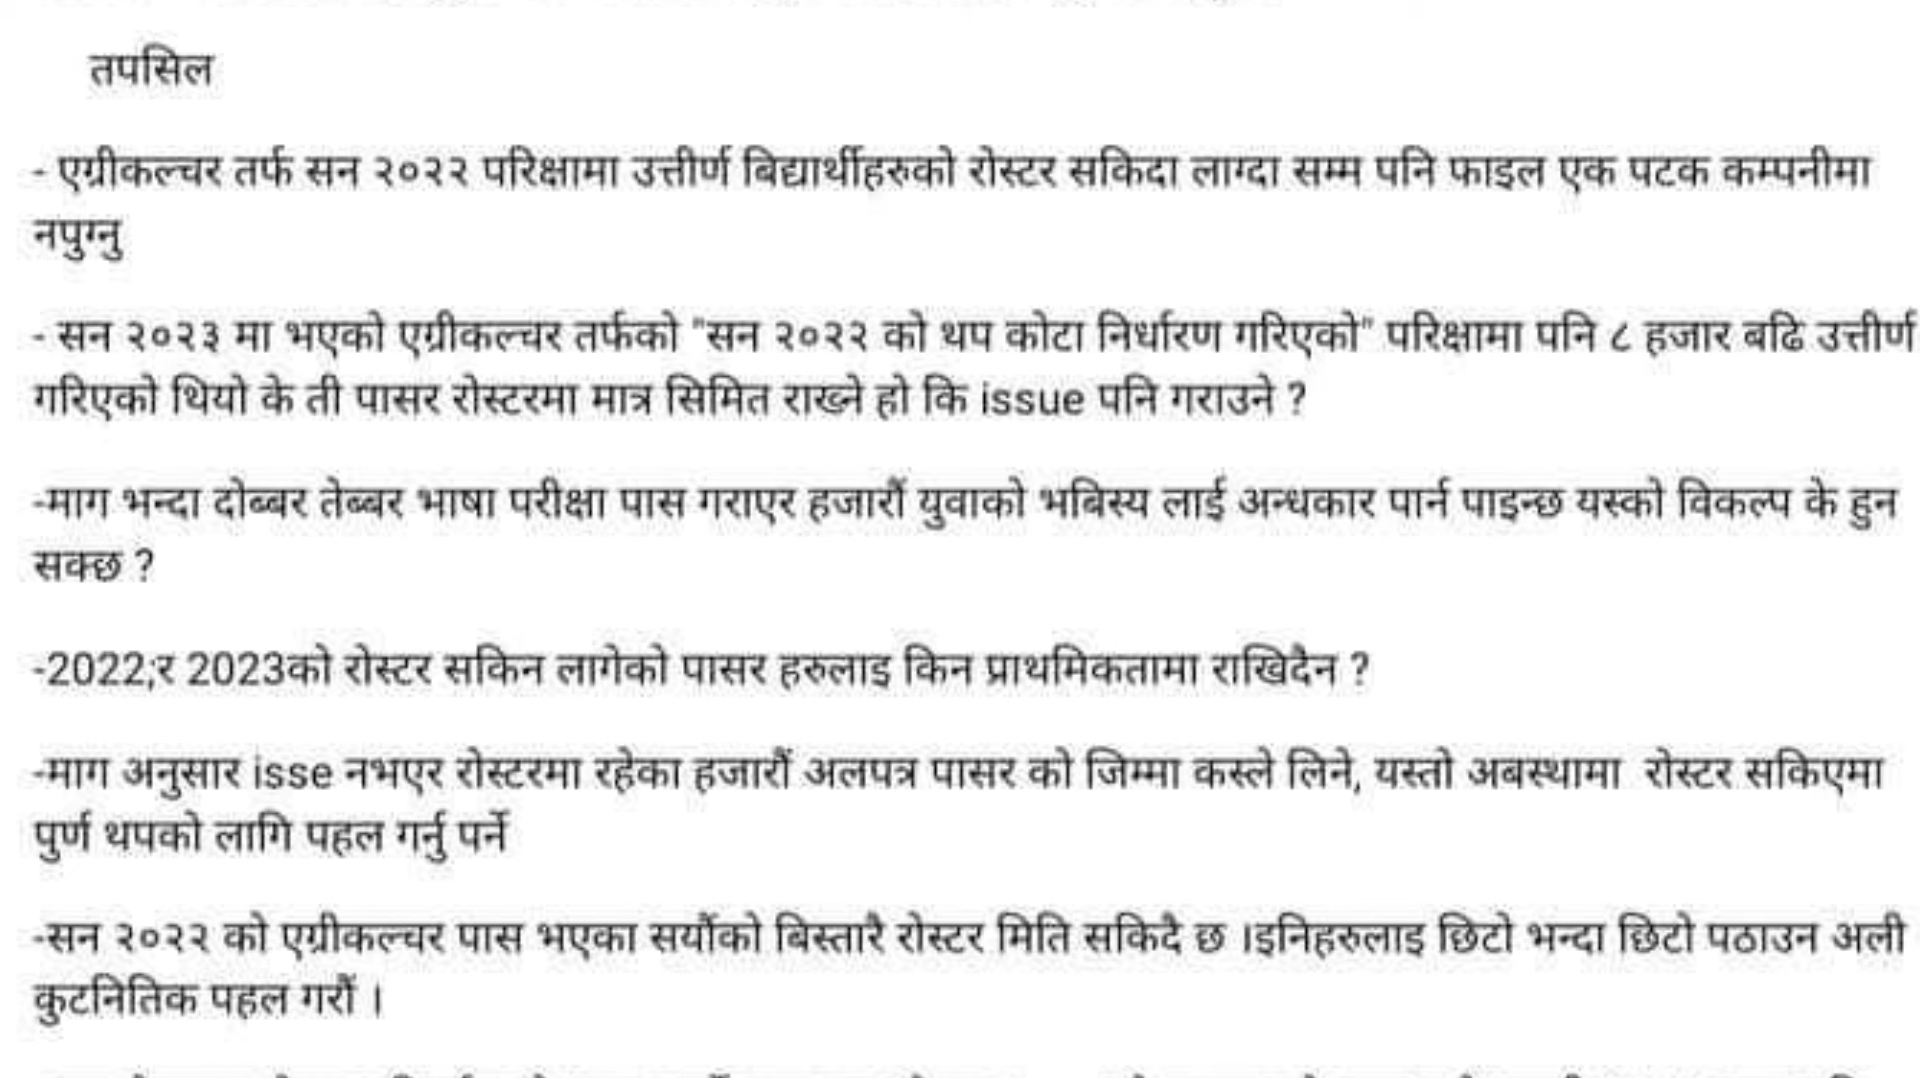 तपसिल
- एग्रीकल्चर तर्फ सन २०२२ परिक्षामा उत्तीर्ण बिद्यार्थीहरुको रोस्टर सकिदा लाग्दा सम्म पनि फाइल एक पटक कम्पनीमा
नपुग्नु
- सन २०२३ मा भएको एग्रीकल्चर तर्फको "सन २०२२ को थप कोटा निर्धारण गरिएको" परिक्षामा पनि ८ हजार बढि उत्तीर्ण
गरिएको थियो के ती पासर रोस्टरमा मात्र सिमित राख्ने हो कि issue पनि गराउने ?
-माग भन्दा दोब्बर तेब्बर भाषा परीक्षा पास गराएर हजारौं युवाको भबिस्य लाई अन्धकार पार्न पाइन्छ यस्को विकल्प के हुन
सक्छ ?
-2022;र 2023को रोस्टर सकिन लागेको पासर हरुलाइ किन प्राथमिकतामा राखिदैन ?
-माग अनुसार isse नभएर रोस्टरमा रहेका हजारौं अलपत्र पासर को जिम्मा कस्ले लिने, यस्तो अबस्थामा रोस्टर सकिएमा
पुर्ण थपको लागि पहल गर्नु पर्ने
-सन २०२२ को एग्रीकल्चर पास भएका सयौंको बिस्तारै रोस्टर मिति सकिदै छ ।इनिहरुलाइ छिटो भन्दा छिटो पठाउन अली
कुटनितिक पहल गरौं ।